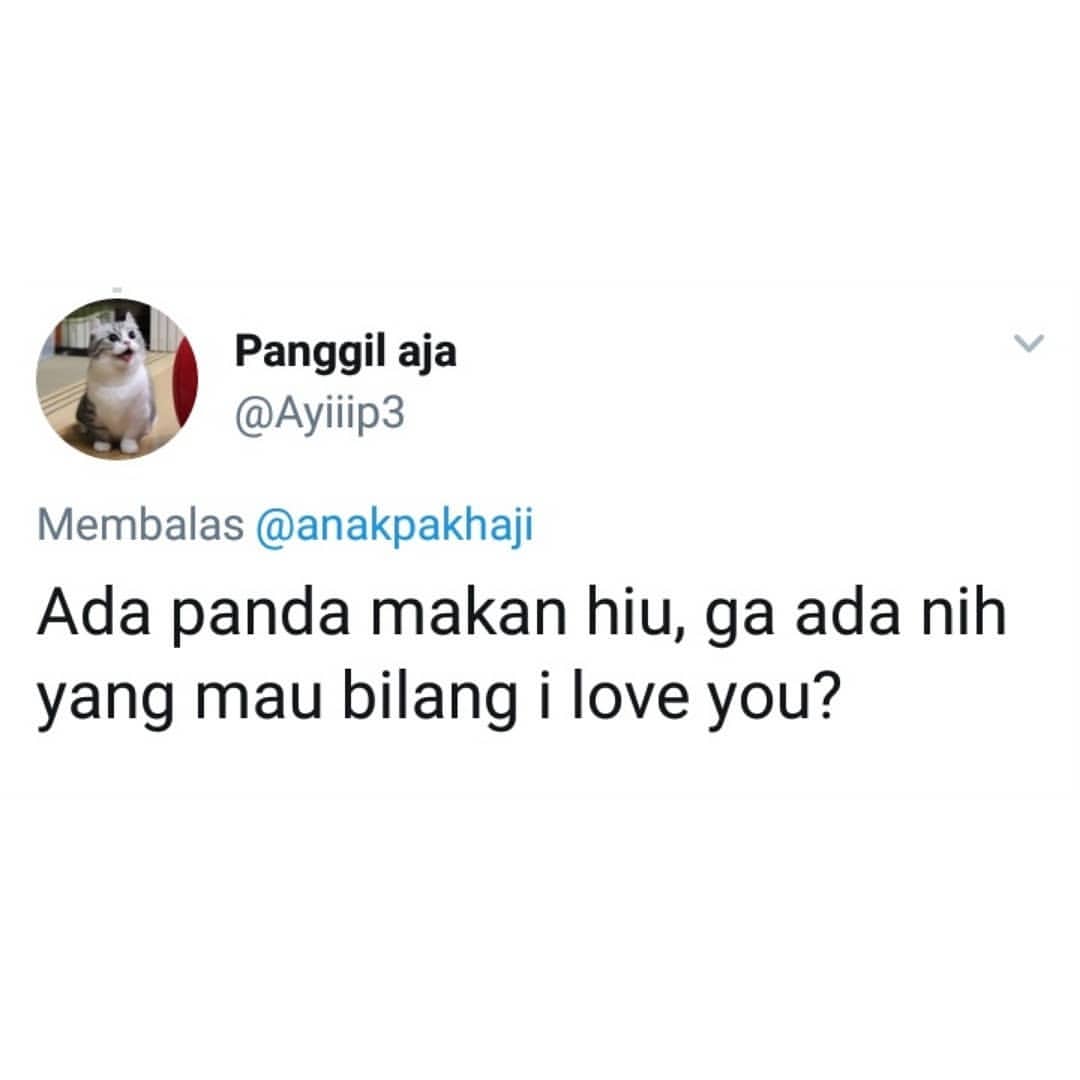 Panggil aja
@Ayiiip3
Membalas @anakpakhaji
Ada panda makan hiu, ga ada nih
yang mau bilang i love you?